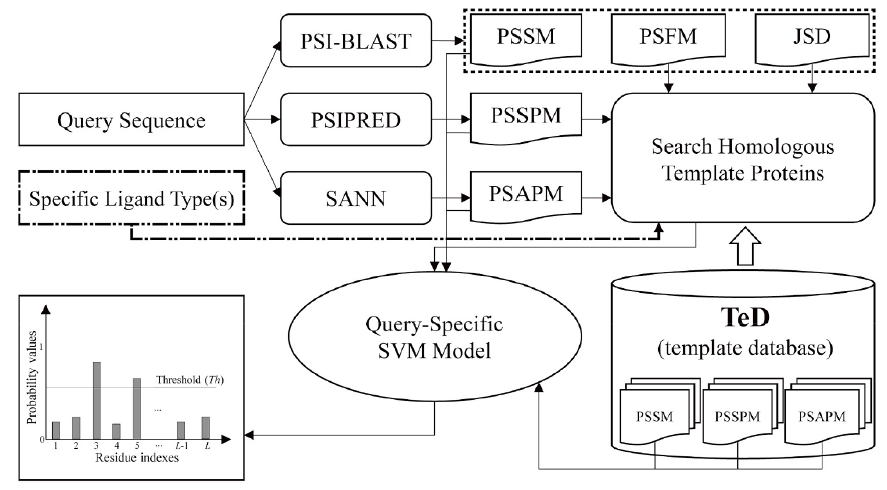 PSI-BLAST
PSSM
PSFM
JSD
Query Sequence
PSIPRED
PSSPM
Search Homologous
Template Proteins
Specific Ligand Type(s)
SANN
PSAPM
Query-Specific
SVM Model
TeD
(template database)
PSSM
PSSPM
PSAPM
Probability values
1
Threshold (Th)
...
0
1 2 3 4 5 ... L-1 L
Residue indexes